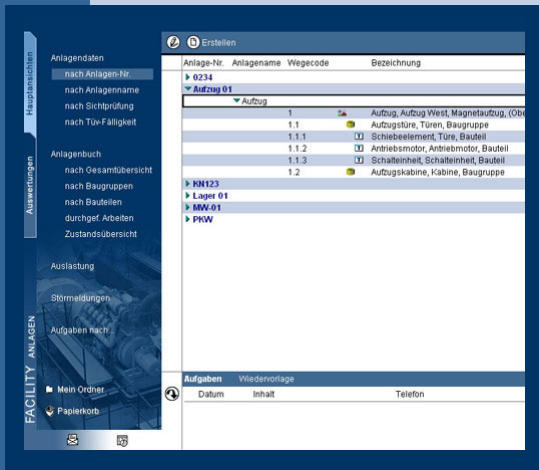 Erstellen
Hauptansichten
Auswertungen
FACILITY ANLAGEN
Anlagendaten
nach Anlagen-Nr.
nach Anlagenname
nach Sichtprüfung
nach Tüv-Fälligkeit
Anlagenbuch
nach Gesamtübersicht
nach Baugruppen
nach Bauteilen
durchgef. Arbeiten
Zustandsübersicht
Auslastung
Störmeldungen
Aufgaben nach...
Mein Ordner
Papierkorb
Anlage-Nr. Anlagename Wegecode Bezeichnung
0234
Aufzug 01
Aufzug
1 Aufzug, Aufzug West, Magnetaufzug, (Obe
1.1 Aufzugstüre, Türen, Baugruppe
1.1.1 Schiebeelement, Türe, Bauteil
1.1.2 Antriebsmotor, Antriebmotor, Bauteil
1.1.3 Schalteinheit, Schalteinheit, Bauteil
1.2 Aufzugskabine, Kabine, Baugruppe
KN123
Lager 01
MW-01
PKW
Aufgaben Wiedervorlage
Datum Inhalt Telefon